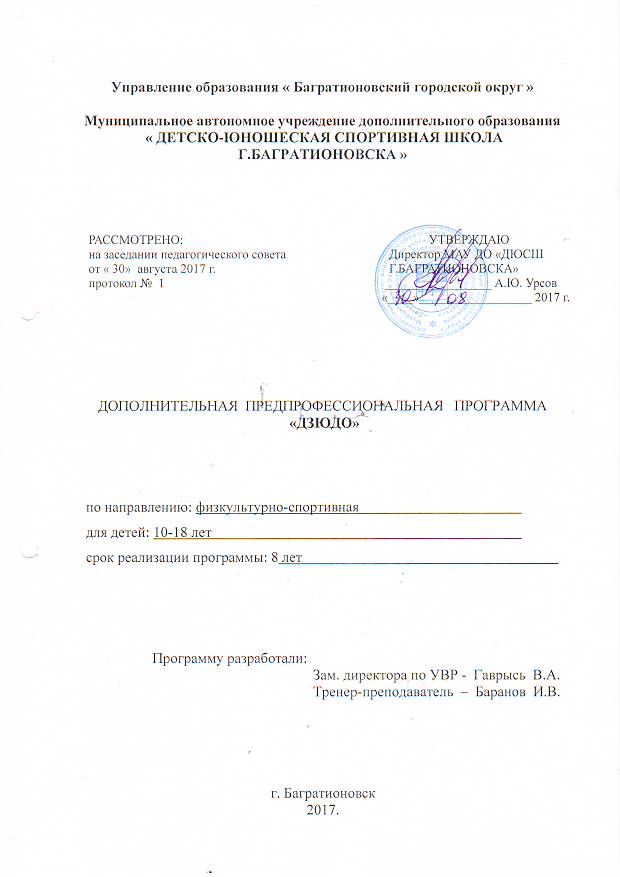 Управление образования « Багратионовский городской округ »
Муниципальное автономное учреждение дополнительного образования
« ДЕТСКО-ЮНОШЕСКАЯ СПОРТИВНАЯ ШКОЛА
Г.БАГРАТИОНОВСКА »
РАССМОТРЕНО:
на заседании педагогического совета
от « 30» августа 2017 г.
протокол № 1
УТВЕРЖДАЮ
Директор МАУ ДО «ДЮСШ
Г.БАГРАТИОНОВСКА»
А.Ю. Урсов
« 30 » 08 2017 г.
ДОПОЛНИТЕЛЬНАЯ ПРЕДПРОФЕССИОНАЛЬНАЯ ПРОГРАММА
«ДЗЮДО»
по направлению: физкультурно-спортивная
для детей: 10-18 лет
срок реализации программы: 8 лет
Программу разработали:
Зам. директора по УВР - Гаврысь В.А.
Тренер-преподаватель – Баранов И.В.
г. Багратионовск
2017.